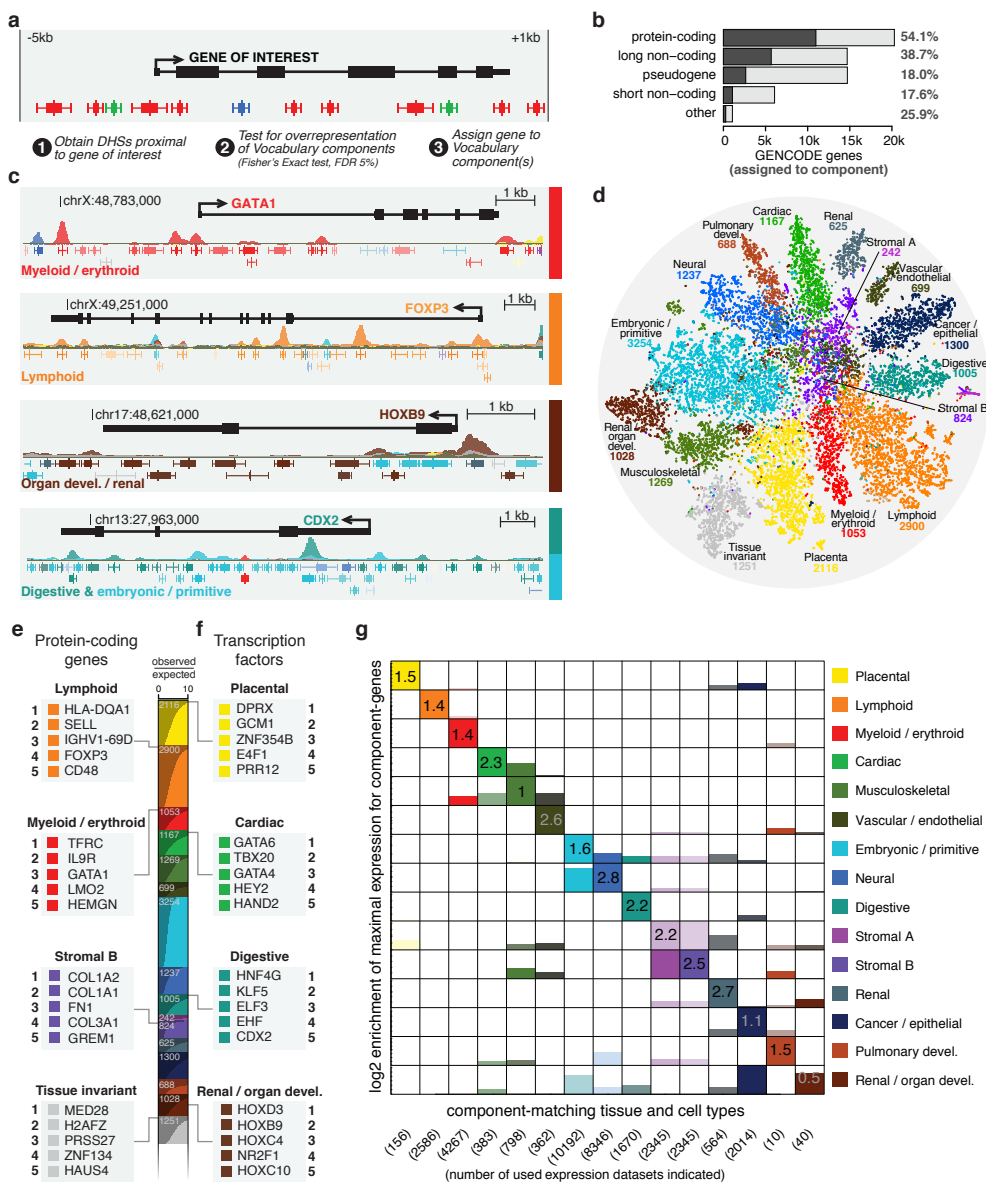 a
-5kb
+1kb
GENE OF INTEREST
1 Obtain DHSs proximal
to gene of interest
2 Test for overrepresentation
of Vocabulary components
(Fisher's Exact test, FDR 5%)
3 Assign gene to
Vocabulary
component(s)
b
protein-coding 54.1%
long non-coding 38.7%
pseudogene 18.0%
short non-coding 17.6%
other 25.9%
0 5k 10k 15k 20k
GENCODE genes
(assigned to component)
c
chrX:48,783,000
GATA1
1 kb
Myeloid / erythroid
chrX:49,251,000
FOXP3
1 kb
Lymphoid
chr17:48,621,000
HOXB9
1 kb
Organ devel. / renal
chr13:27,963,000
CDX2
1 kb
Digestive & embryonic / primitive
d
Cardiac
1167
Renal
625
Pulmonary
devel.
688
Stromal A
242
Neural
1237
Vascular
endothelial
699
Embryonic /
primitive
3254
Cancer /
epithelial
1300
Digestive
1005
Stromal B
824
Renal /
organ
devel.
1028
Musculoskeletal
1269
Myeloid /
erythroid
1053
Lymphoid
2900
Tissue
invariant
1251
Placenta
2116
e
Protein-coding
genes
observed
expected
0 10
Lymphoid
1 HLA-DQA1
2 SELL
3 IGHV1-69D
4 FOXP3
5 CD48
Myeloid / erythroid
1 TFRC
2 IL9R
3 GATA1
4 LMO2
5 HEMGN
Stromal B
1 COL1A2
2 COL1A1
3 FN1
4 COL3A1
5 GREM1
Tissue invariant
1 MED28
2 H2AFZ
3 PRSS27
4 ZNF134
5 HAUS4
2116
2900
1053
1167
1269
699
3254
1237
1005
242
824
625
1300
688
1028
1251
f
Transcription
factors
Placental
DPRX 1
GCM1 2
ZNF354B 3
E4F1 4
PRR12 5
Cardiac
GATA6 1
TBX20 2
GATA4 3
HEY2 4
HAND2 5
Digestive
HNF4G 1
KLF5 2
ELF3 3
EHF 4
CDX2 5
Renal / organ devel.
HOXD3 1
HOXB9 2
HOXC4 3
NR2F1 4
HOXC10 5
g
log2 enrichment of maximal expression for component-genes
1.5
1.4
1.4
2.3
1
2.6
1.6
2.8
2.2
2.2
2.5
2.7
1.1
1.5
0.5
component-matching tissue and cell types
(156) (2586) (4267) (383) (798) (362) (10192) (8346) (1670) (2345) (2345) (564) (2014) (10) (40)
(number of used expression datasets indicated)
Placental
Lymphoid
Myeloid / erythroid
Cardiac
Musculoskeletal
Vascular / endothelial
Embryonic / primitive
Neural
Digestive
Stromal A
Stromal B
Renal
Cancer / epithelial
Pulmonary devel.
Renal / organ devel.